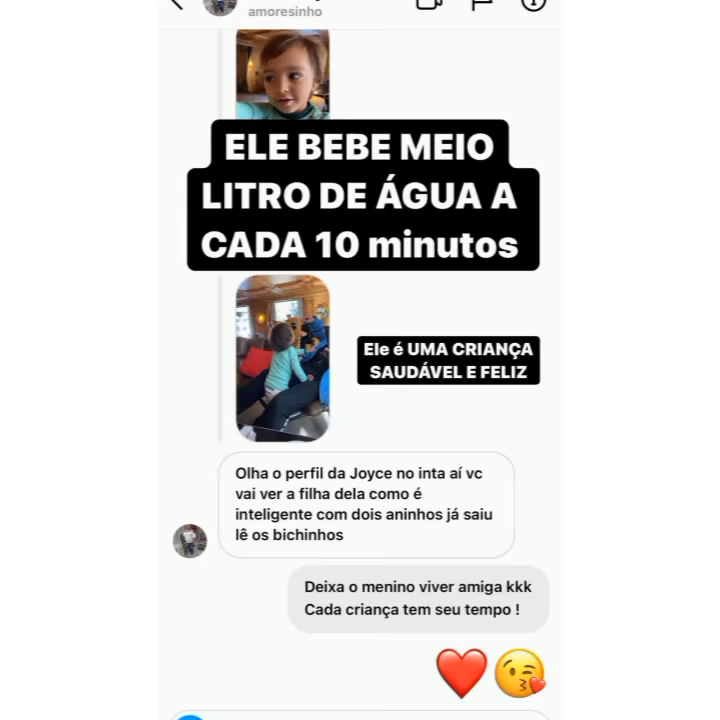 amoresinho
ELE BEBE MEIO
LITRO DE ÁGUA A
CADA 10 minutos
Ele é UMA CRIANÇA
SAUDÁVEL E FELIZ
Olha o perfil da Joyce no inta aí vc
vai ver a filha dela como é
inteligente com dois aninhos já saiu
lê os bichinhos
Deixa o menino viver amiga kkk
Cada criança tem seu tempo !